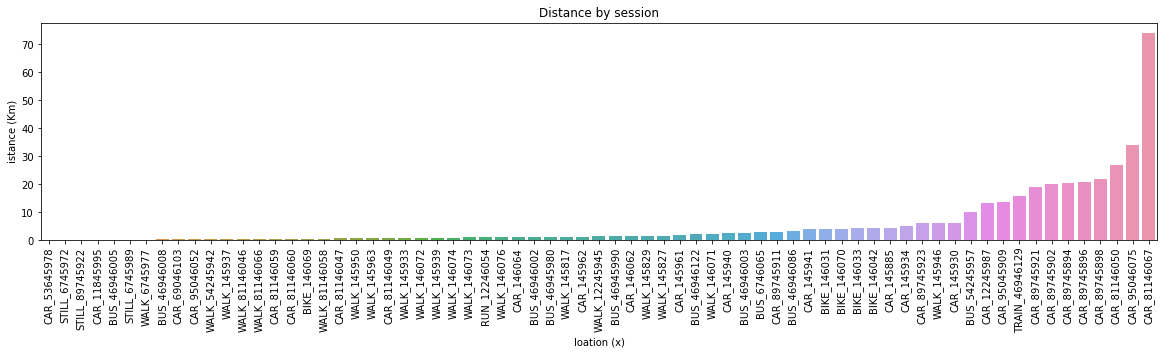 Distance by session
istance (Km)
70
60
50
40
30
20
10
0
CAR_53645978
STILL_6745972
STILL_89745922
CAR_11845995
BUS_46946005
STILL_6745989
WALK_6745977
BUS_46946008
CAR_69046103
CAR_95046052
WALK_54245942
WALK_145937
WALK_81146046
WALK_81146066
CAR_81146059
CAR_81146060
BIKE_146069
WALK_81146058
CAR_81146047
WALK_145950
WALK_145963
CAR_81146049
WALK_145933
WALK_146072
WALK_145939
WALK_146074
WALK_146073
RUN_12246054
WALK_146076
CAR_146064
BUS_46946002
BUS_46945980
WALK_145817
CAR_145962
WALK_12245945
BUS_46945990
CAR_146062
WALK_145829
WALK_145827
CAR_145961
BUS_46946122
WALK_146071
CAR_145940
BUS_46946003
BUS_6746065
CAR_89745911
BUS_46946086
CAR_145941
BIKE_146031
BIKE_146070
BIKE_146033
BIKE_146042
CAR_145885
CAR_145934
CAR_89745923
WALK_145946
CAR_145930
BUS_54245957
CAR_12245987
CAR_95045909
TRAIN_46946129
CAR_89745921
CAR_89745902
CAR_89745894
CAR_89745896
CAR_89745898
CAR_81146050
CAR_95046075
CAR_81146067
loation (x)